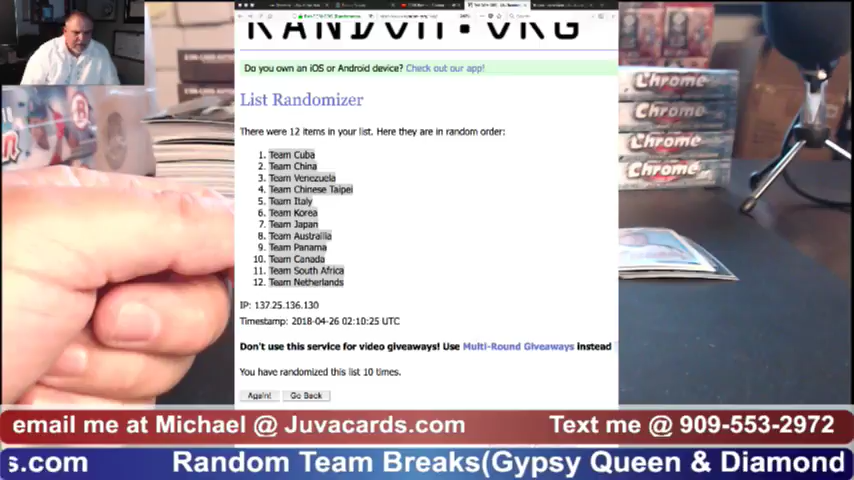 RANDOM.ORG
Do you own an iOS or Android device? Check out our app!
List Randomizer
There were 12 items in your list. Here they are in random order:
1. Team Cuba
2. Team China
3. Team Venezuela
4. Team Chinese Taipei
5. Team Italy
6. Team Korea
7. Team Japan
8. Team Australia
9. Team Panama
10. Team Canada
11. Team South Africa
12. Team Netherlands
IP: 137.25.136.130
Timestamp: 2018-04-26 02:10:25 UTC
Don't use this service for video giveaways! Use Multi-Round Giveaways instead
You have randomized this list 10 times.
Again!
Go Back
Chrome
Chrome
Chrome
Chrome
email me at Michael @ Juvacards.com Text me @ 909-553-2972
s.com Random Team Breaks(Gypsy Queen & Diamond